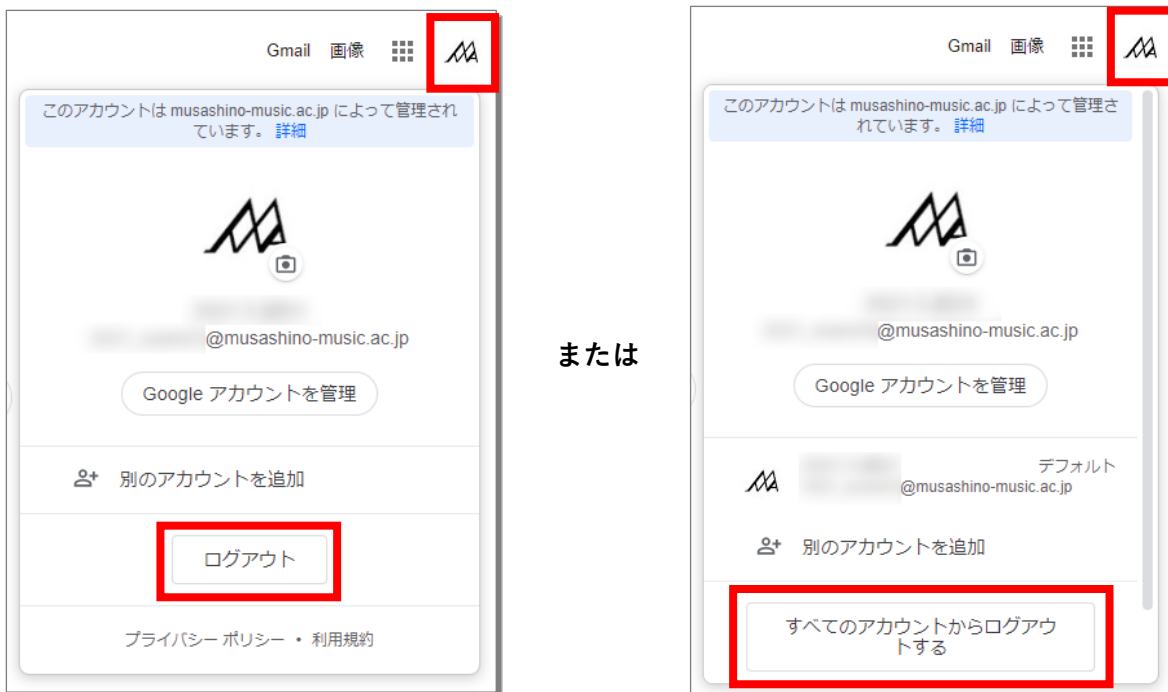 Gmail 画像
このアカウントは musashino-music.ac.jp によって管理され
ています。 詳細
@musashino-music.ac.jp
Google アカウントを管理
別のアカウントを追加
ログアウト
プライバシー ポリシー • 利用規約
または
Gmail 画像
このアカウントは musashino-music.ac.jp によって管理さ
れています。 詳細
@musashino-music.ac.jp
Google アカウントを管理
デフォルト
@musashino-music.ac.jp
別のアカウントを追加
すべてのアカウントからログアウ
トする